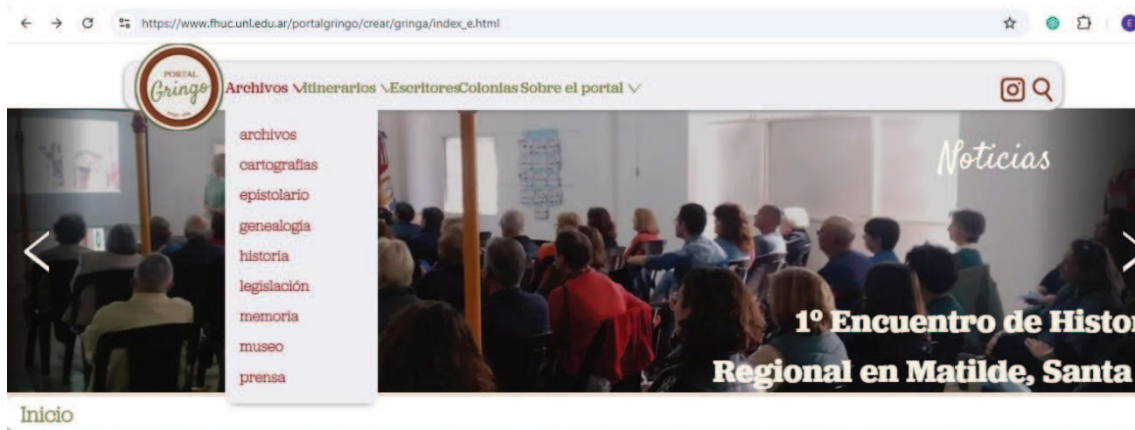 https://www.fhuc.unl.edu.ar/portalgringo/crear/gringa/index_e.html
PORTAL
Gringo
Archivos Itinerarios Escritores Colonias Sobre el portal
archivos
cartografías
epistolario
genealogía
historia
legislación
memoria
museo
prensa
Noticias
1º Encuentro de Histor
Regional en Matilde, Santa
Inicio